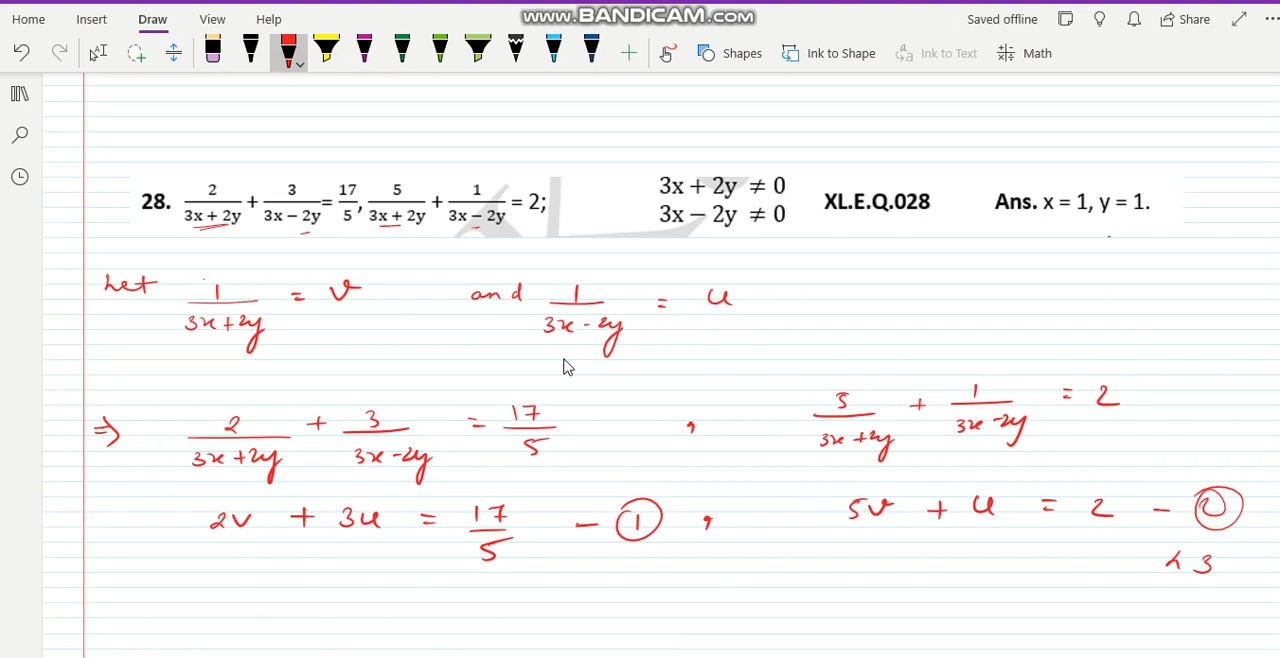 www.BANDICAM.com
Home Insert Draw View Help Saved offline Share
Shapes Ink to Shape Ink to Text Math
28. 2/(3x + 2y) + 3/(3x − 2y) = 17/5, 5/(3x + 2y) + 1/(3x − 2y) = 2; 3x + 2y ≠ 0 XL.E.Q.028 Ans. x = 1, y = 1.
3x − 2y ≠ 0
Let 1/(3x+2y) = v and 1/(3x-2y) = u
⇒ 2/(3x+2y) + 3/(3x-2y) = 17/5 , 5/(3x+2y) + 1/(3x-2y) = 2
2v + 3u = 17/5 - ① , 5v + u = 2 - ②
3